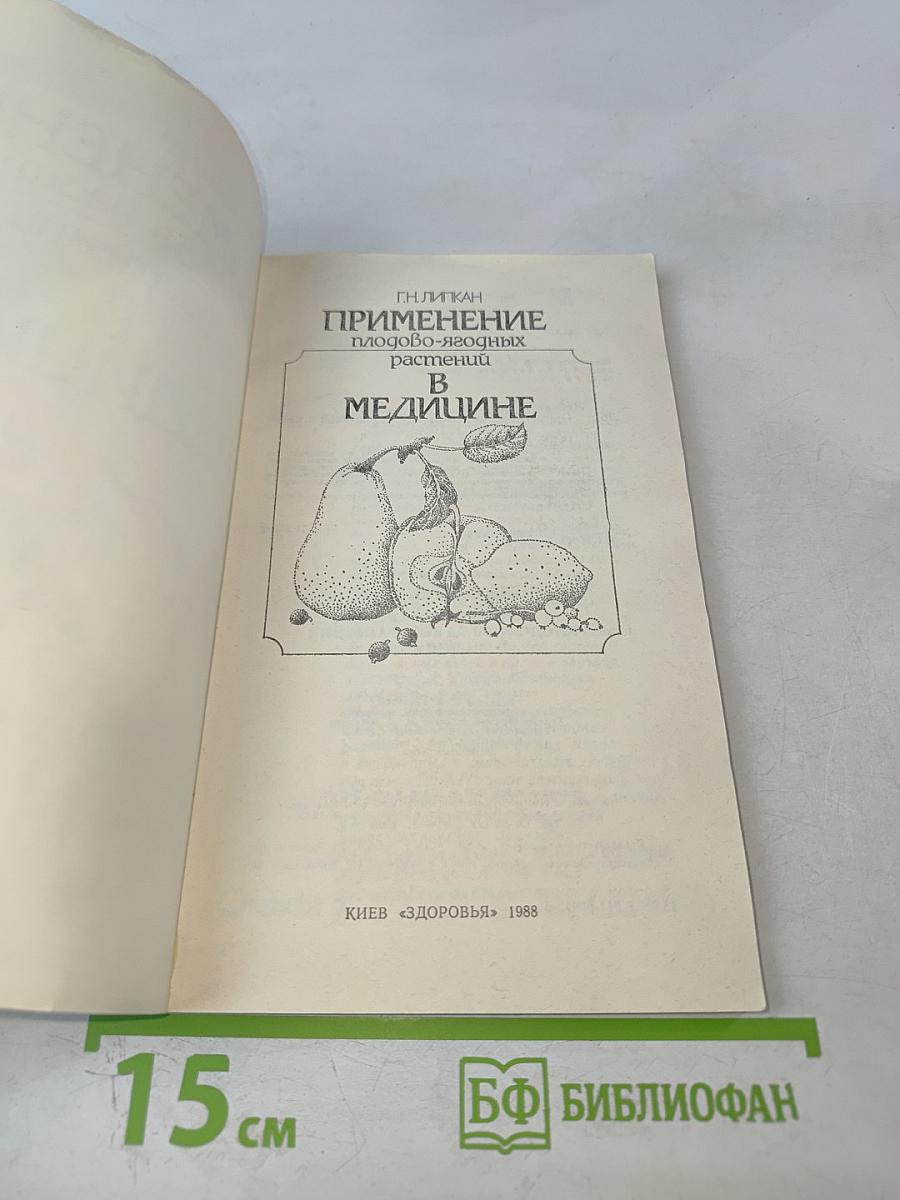 Г.Н. ЛИПКАН
ПРИМЕНЕНИЕ
плодово-ягодных
растений
В
МЕДИЦИНЕ
КИЕВ «ЗДОРОВЬЯ» 1988
15 см
БФ БИБЛИОФАН